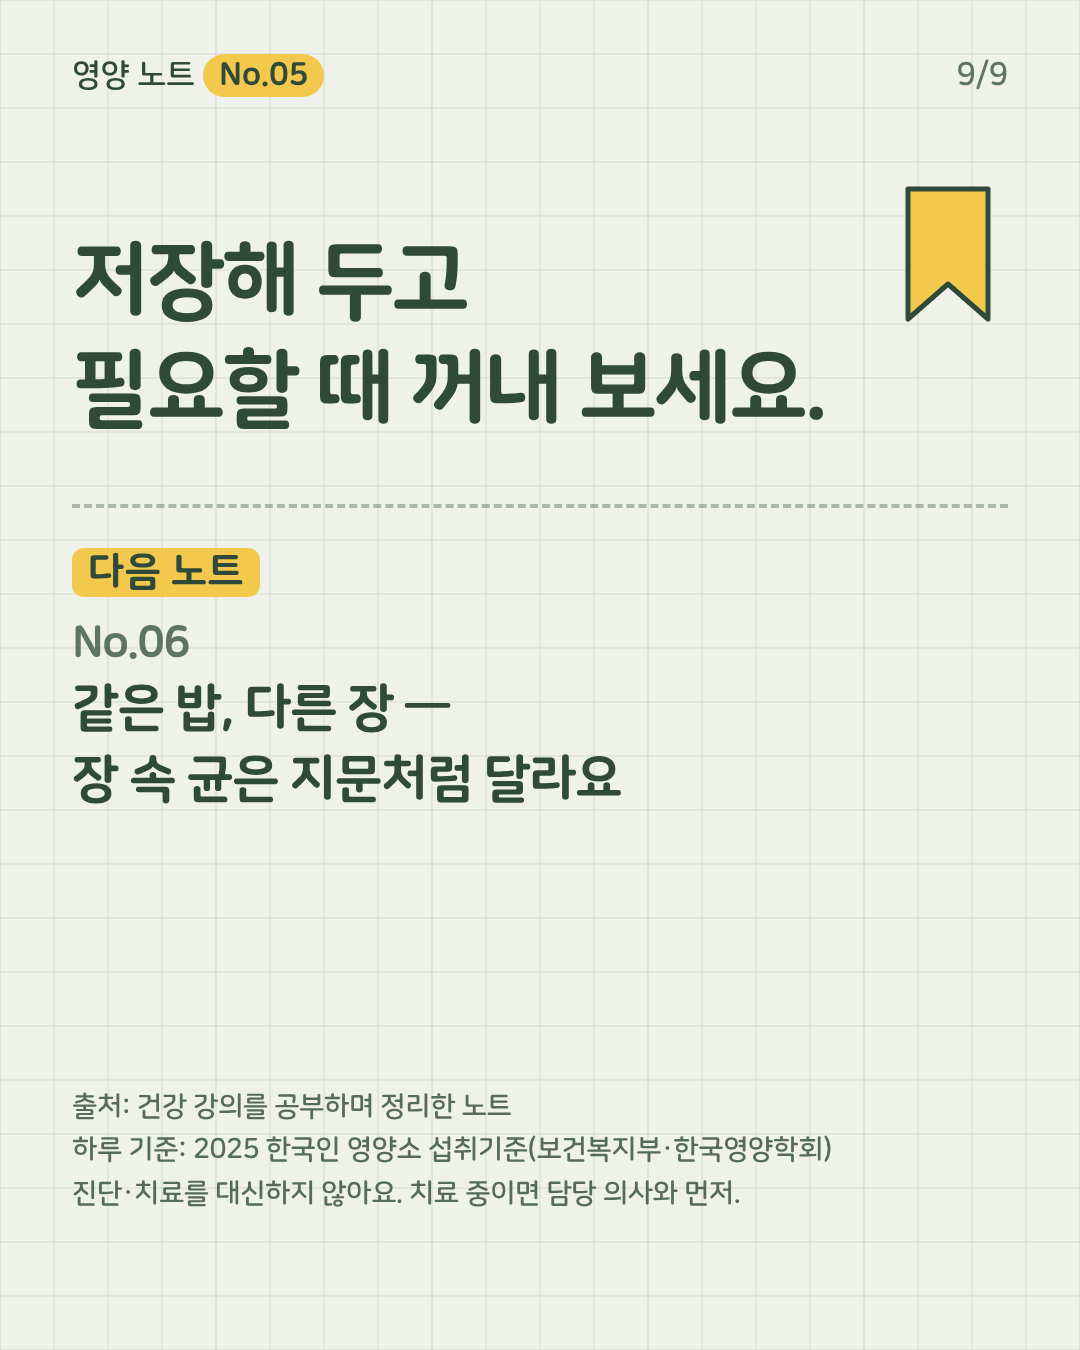 영양 노트 No.05
9/9
저장해 두고
필요할 때 꺼내 보세요.
다음 노트
No.06
같은 밥, 다른 장 —
장 속 균은 지문처럼 달라요
출처: 건강 강의를 공부하며 정리한 노트
하루 기준: 2025 한국인 영양소 섭취기준(보건복지부·한국영양학회)
진단·치료를 대신하지 않아요. 치료 중이면 담당 의사와 먼저.